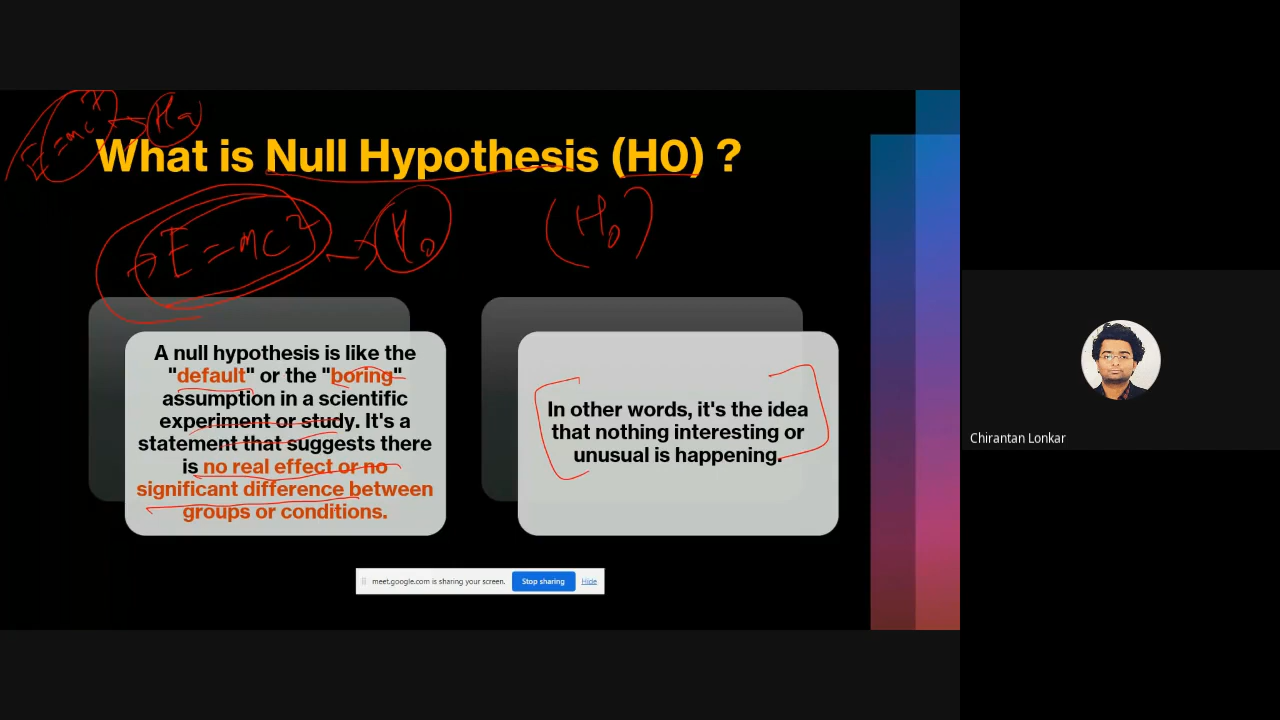 E=mc² → Ha
What is Null Hypothesis (H0) ?
→ E=mc² → H₀
(H₀)
A null hypothesis is like the
"default" or the "boring"
assumption in a scientific
experiment or study. It's a
statement that suggests there
is no real effect or no
significant difference between
groups or conditions.
In other words, it's the idea
that nothing interesting or
unusual is happening.
meet.google.com is sharing your screen. Stop sharing Hide
Chirantan Lonkar